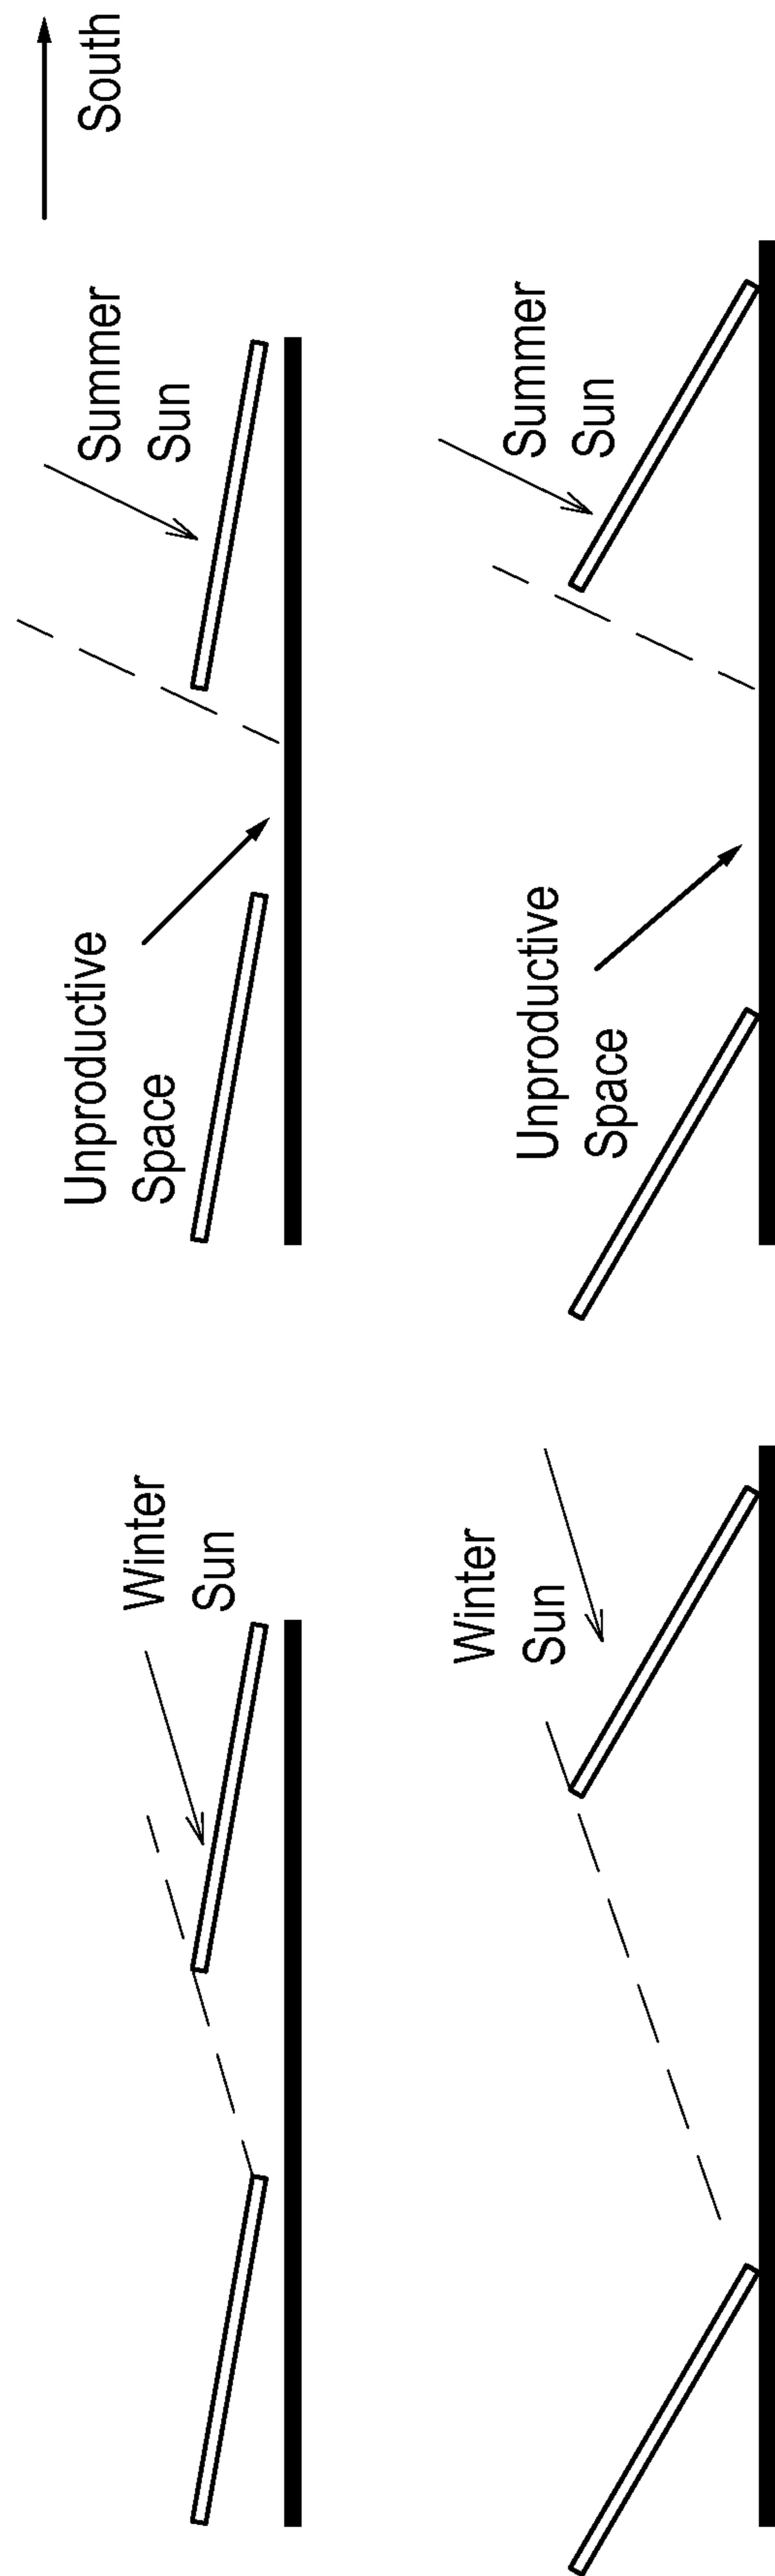 South
Summer
Sun
Unproductive
Space
Winter
Sun
Summer
Sun
Unproductive
Space
Winter
Sun